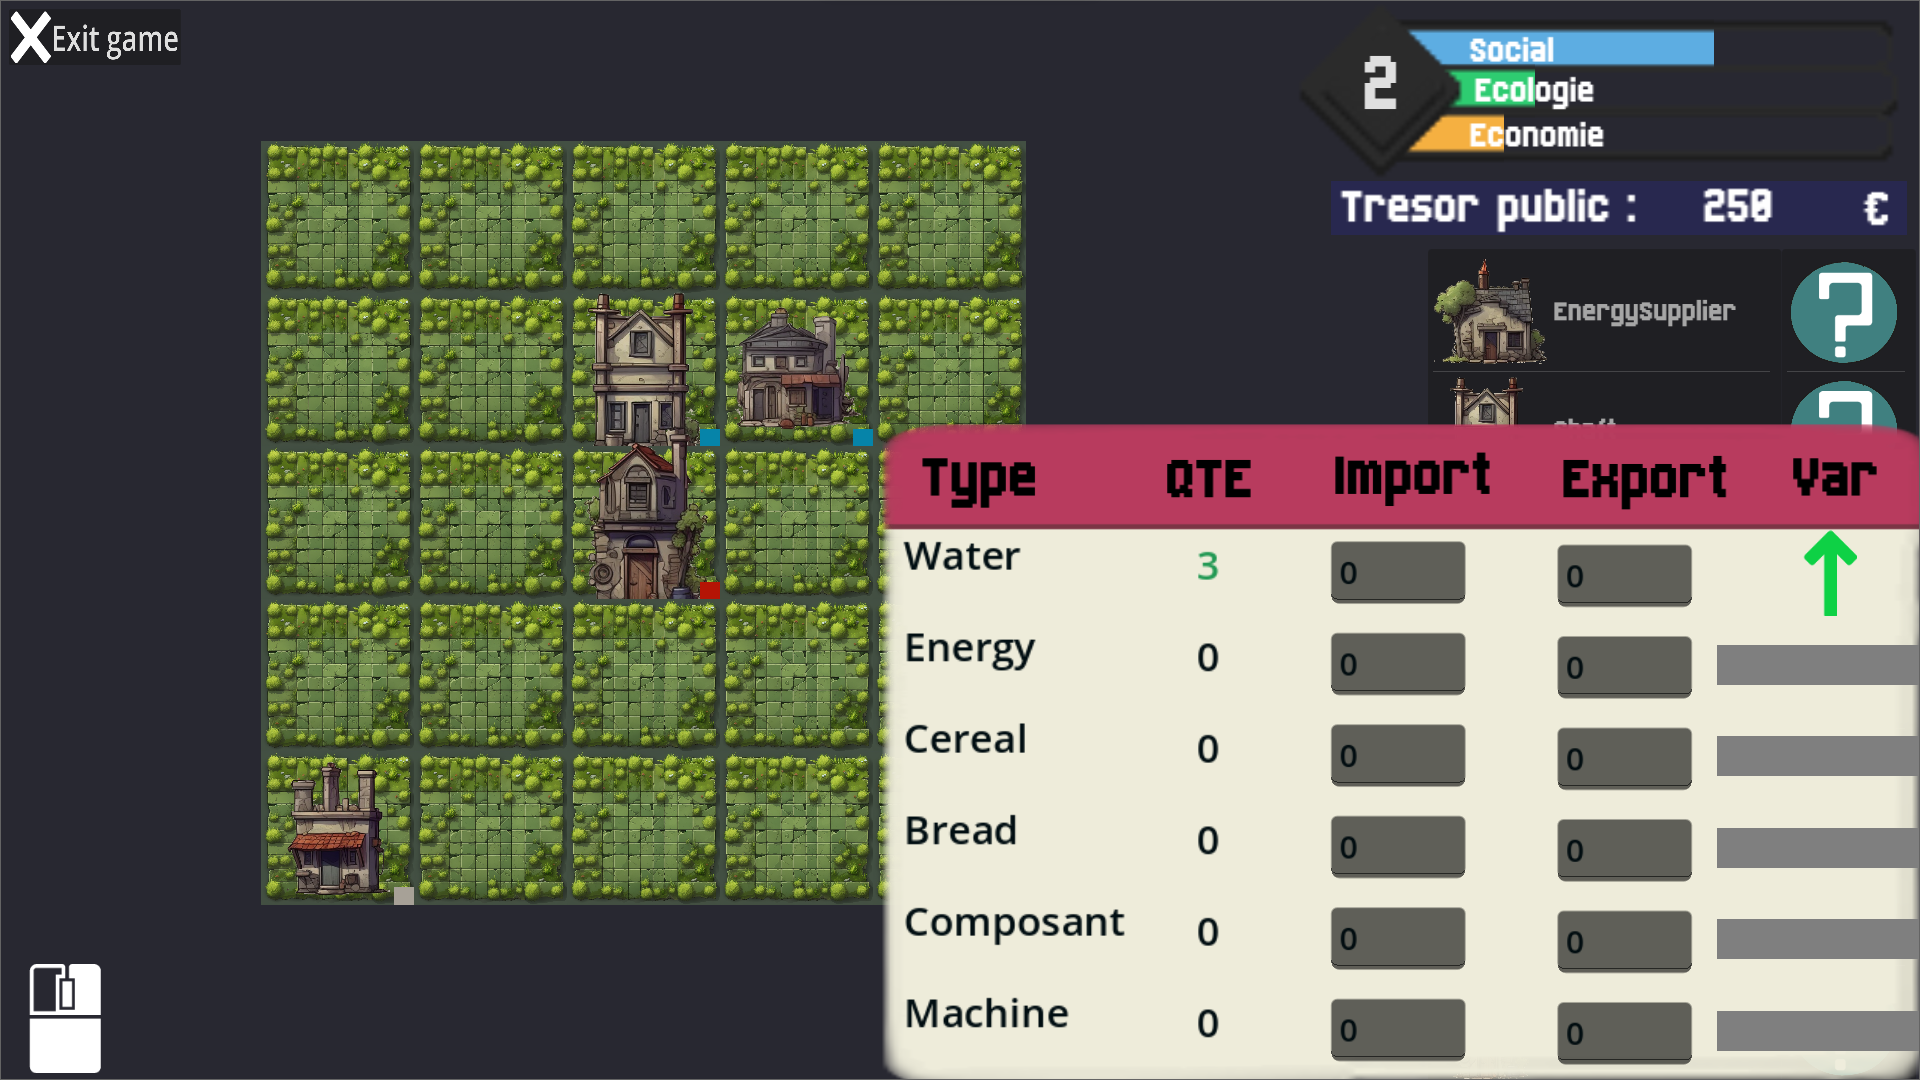 Exit game
2
Social
Ecologie
Economie
Tresor public : 250 €
EnergySupplier
?
?
Type QTE Import Export Var
Water 3 0 0
Energy 0 0 0
Cereal 0 0 0
Bread 0 0 0
Composant 0 0 0
Machine 0 0 0